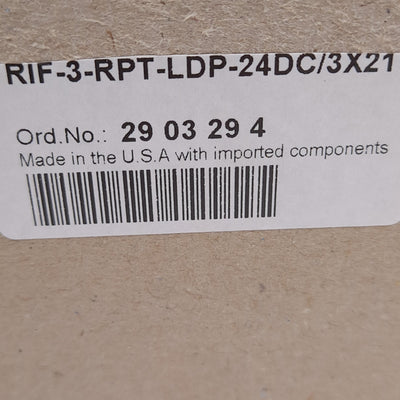 RIF-3-RPT-LDP-24DC/3X21
Ord.No.: 29 03 29 4
Made in the U.S.A with imported components